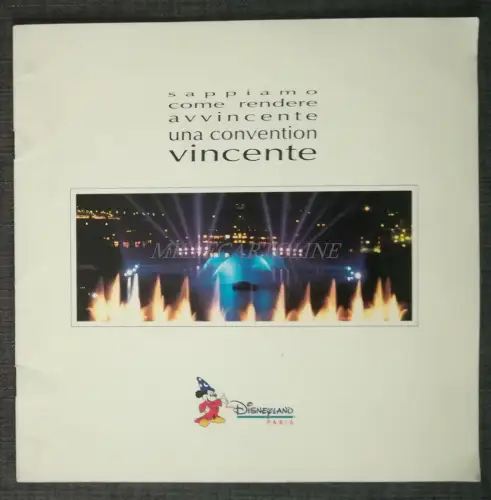 sappiamo
come rendere
avvincente
una convention
vincente
DISNEYLAND
PARIS